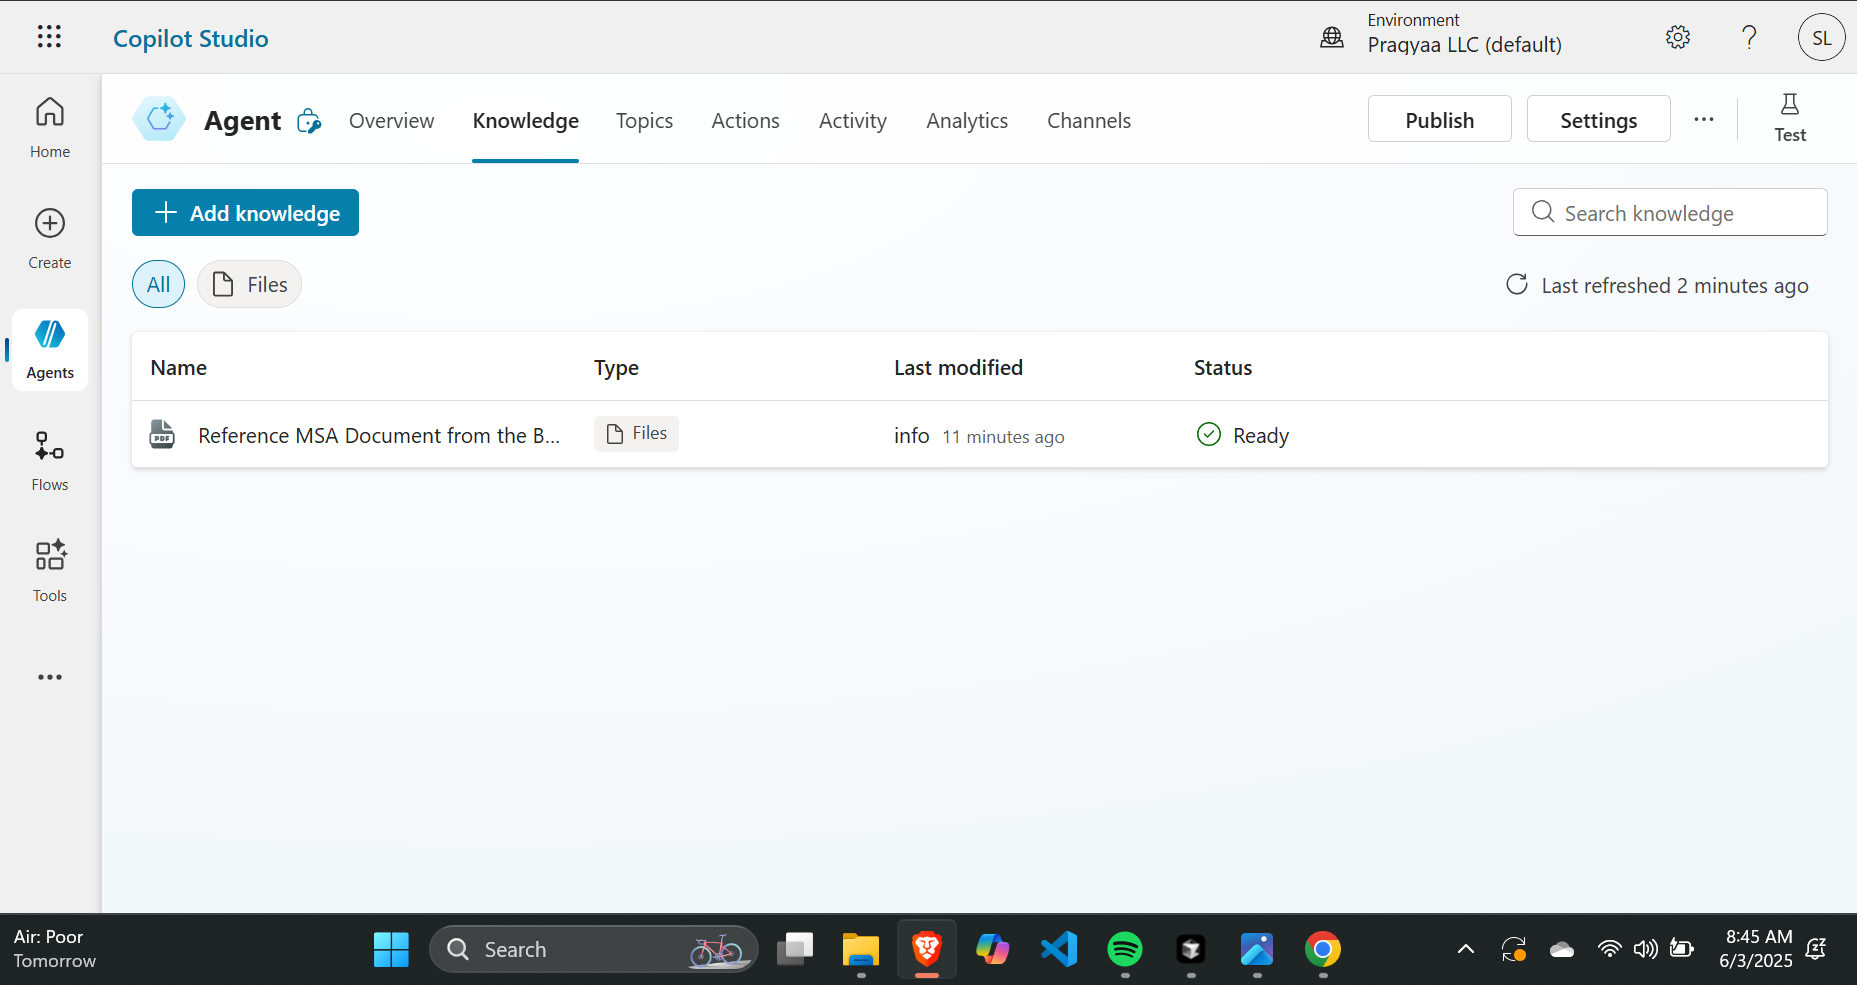 Copilot Studio
Environment
Pragyaa LLC (default)
SL
Home
Create
Agents
Flows
Tools
Agent
Overview
Knowledge
Topics
Actions
Activity
Analytics
Channels
Publish
Settings
Test
Add knowledge
Search knowledge
All
Files
Last refreshed 2 minutes ago
Name
Type
Last modified
Status
PDF
Reference MSA Document from the B...
Files
info 11 minutes ago
Ready
Air: Poor
Tomorrow
Search
8:45 AM
6/3/2025